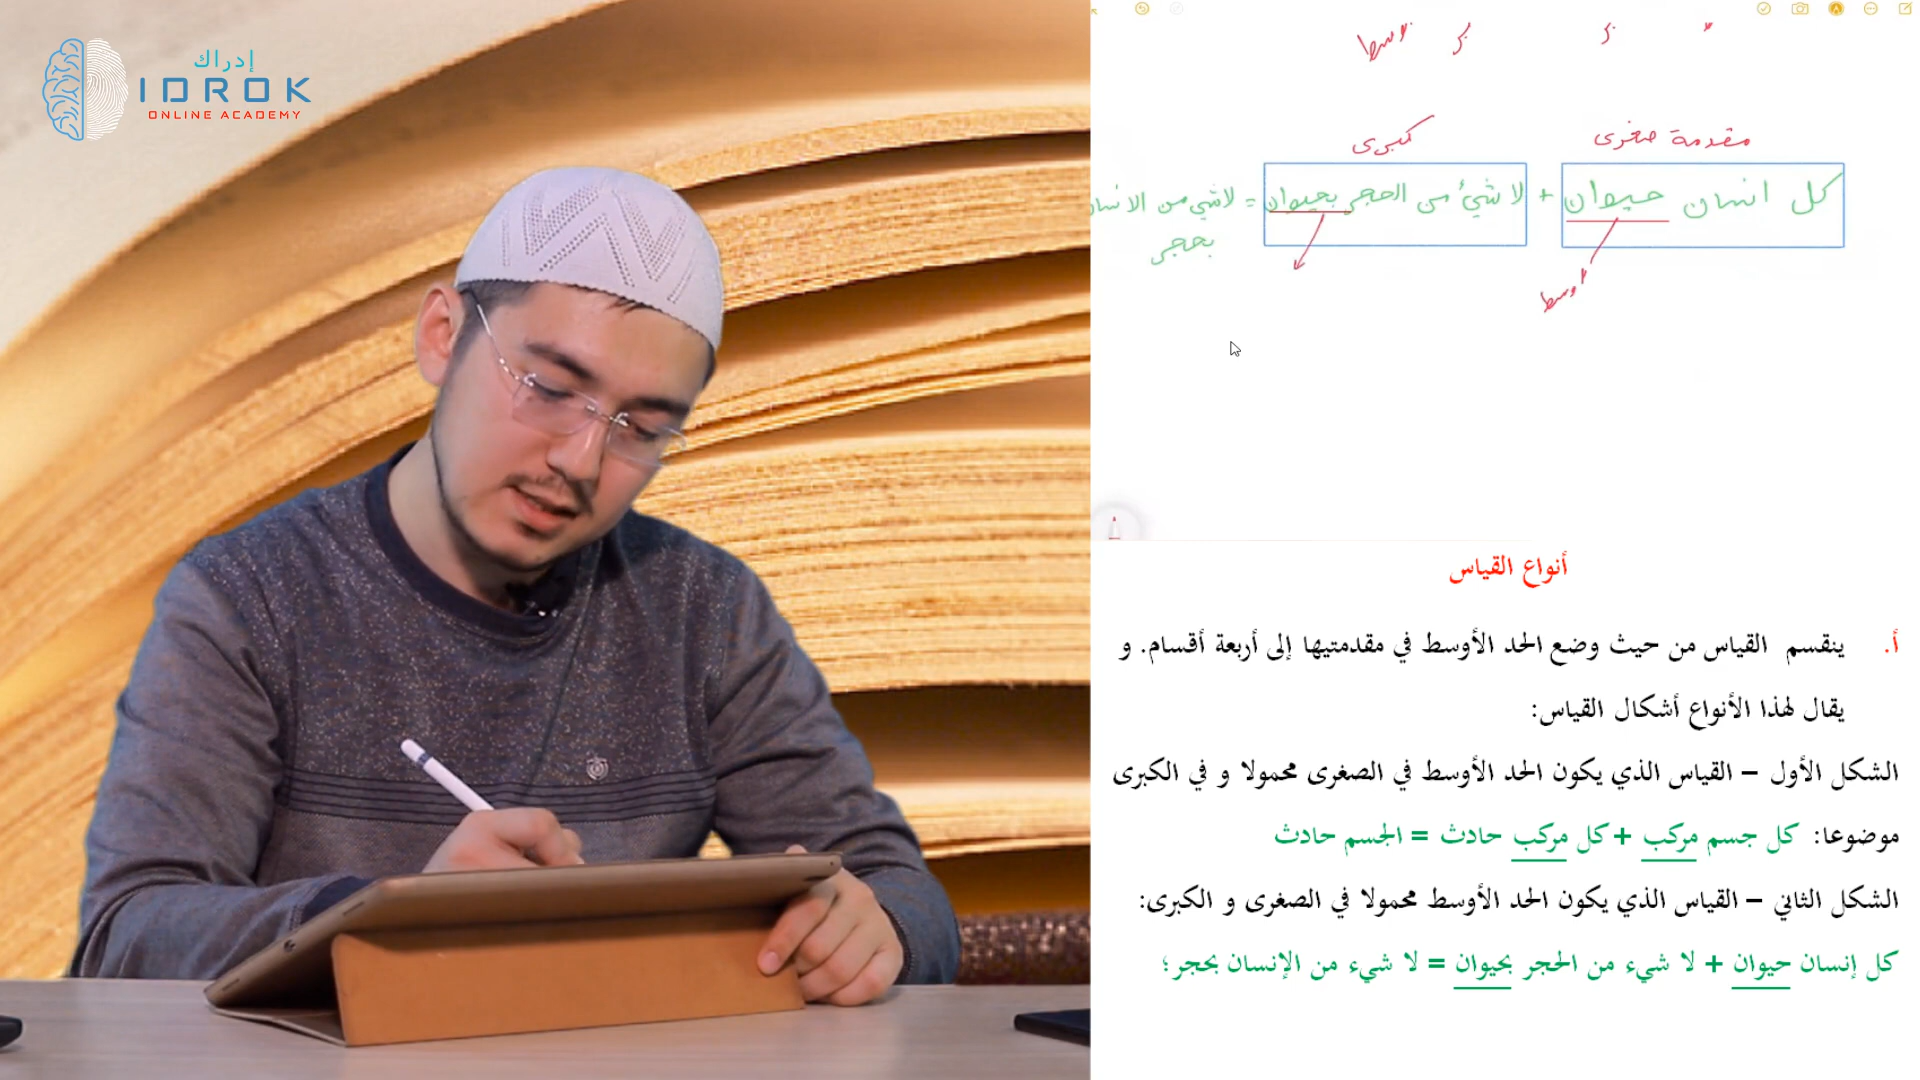 إدراك
IDROK
ONLINE ACADEMY
أوسط
مقدمة صغرى
كبرى
كل انسان حيوان + لا شيئ من الحجر بحيوان = لا شيئ من الانسان
بحجر
أوسط
أنواع القياس
أ. ينقسم القياس من حيث وضع الحد الأوسط في مقدمتيها إلى أربعة أقسام. و
يقال لهذا الأنواع أشكال القياس:
الشكل الأول – القياس الذي يكون الحد الأوسط في الصغرى محمولا و في الكبرى
موضوعا: كل جسم مركب + كل مركب حادث = الجسم حادث
الشكل الثاني – القياس الذي يكون الحد الأوسط محمولا في الصغرى و الكبرى:
كل إنسان حيوان + لا شيء من الحجر بحيوان = لا شيء من الإنسان بحجر؛